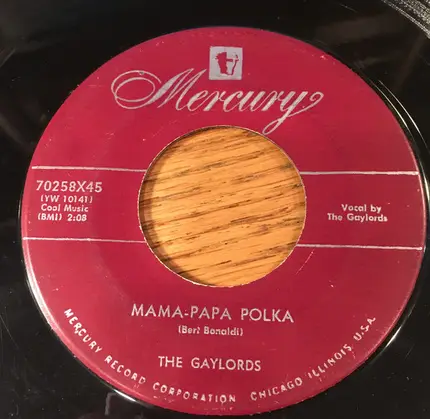 Mercury
70258X45
(YW 10141)
Cool Music
(BMI) 2:08
Vocal by
The Gaylords
MAMA-PAPA POLKA
(Bert Bonaldi)
THE GAYLORDS
MERCURY RECORD CORPORATION CHICAGO ILLINOIS, U.S.A.